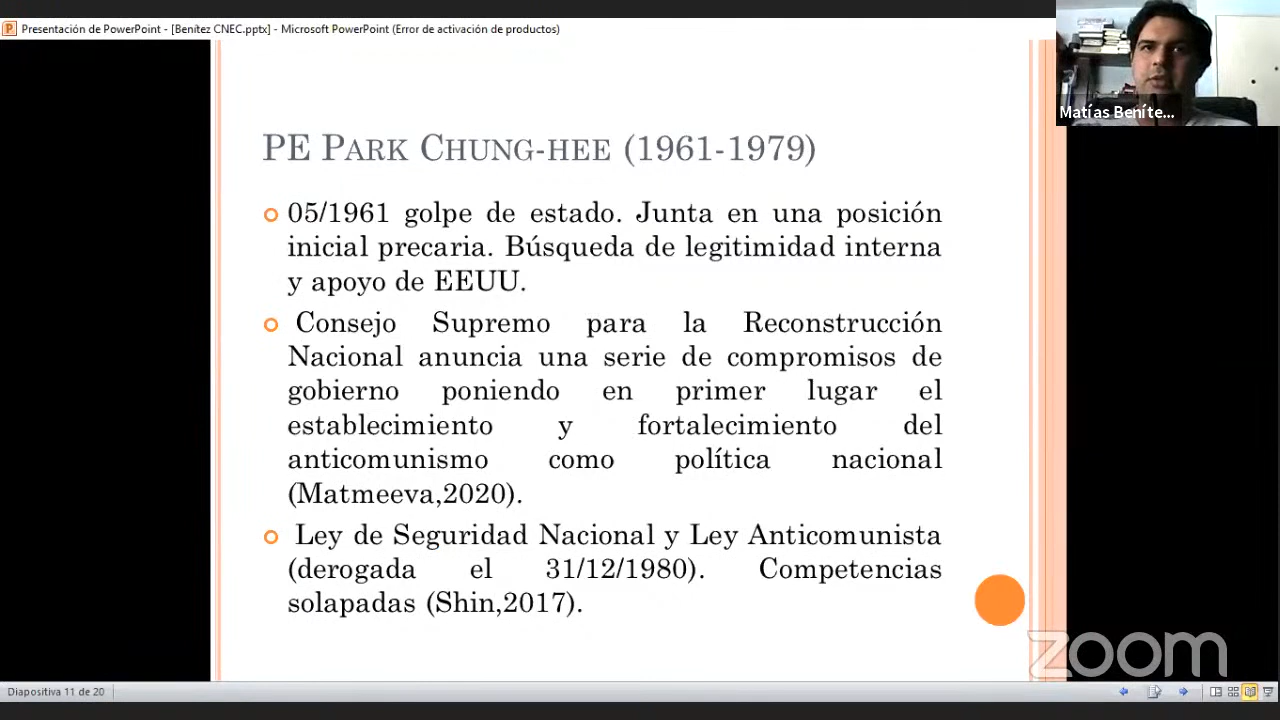 Presentación de PowerPoint - [Benítez CNEC.pptx] - Microsoft PowerPoint (Error de activación de productos)
Matías Beníte...
PE PARK CHUNG-HEE (1961-1979)
05/1961 golpe de estado. Junta en una posición
inicial precaria. Búsqueda de legitimidad interna
y apoyo de EEUU.
Consejo Supremo para la Reconstrucción
Nacional anuncia una serie de compromisos de
gobierno poniendo en primer lugar el
establecimiento y fortalecimiento del
anticomunismo como política nacional
(Matmeeva,2020).
Ley de Seguridad Nacional y Ley Anticomunista
(derogada el 31/12/1980). Competencias
solapadas (Shin,2017).
zoom
Diapositiva 11 de 20